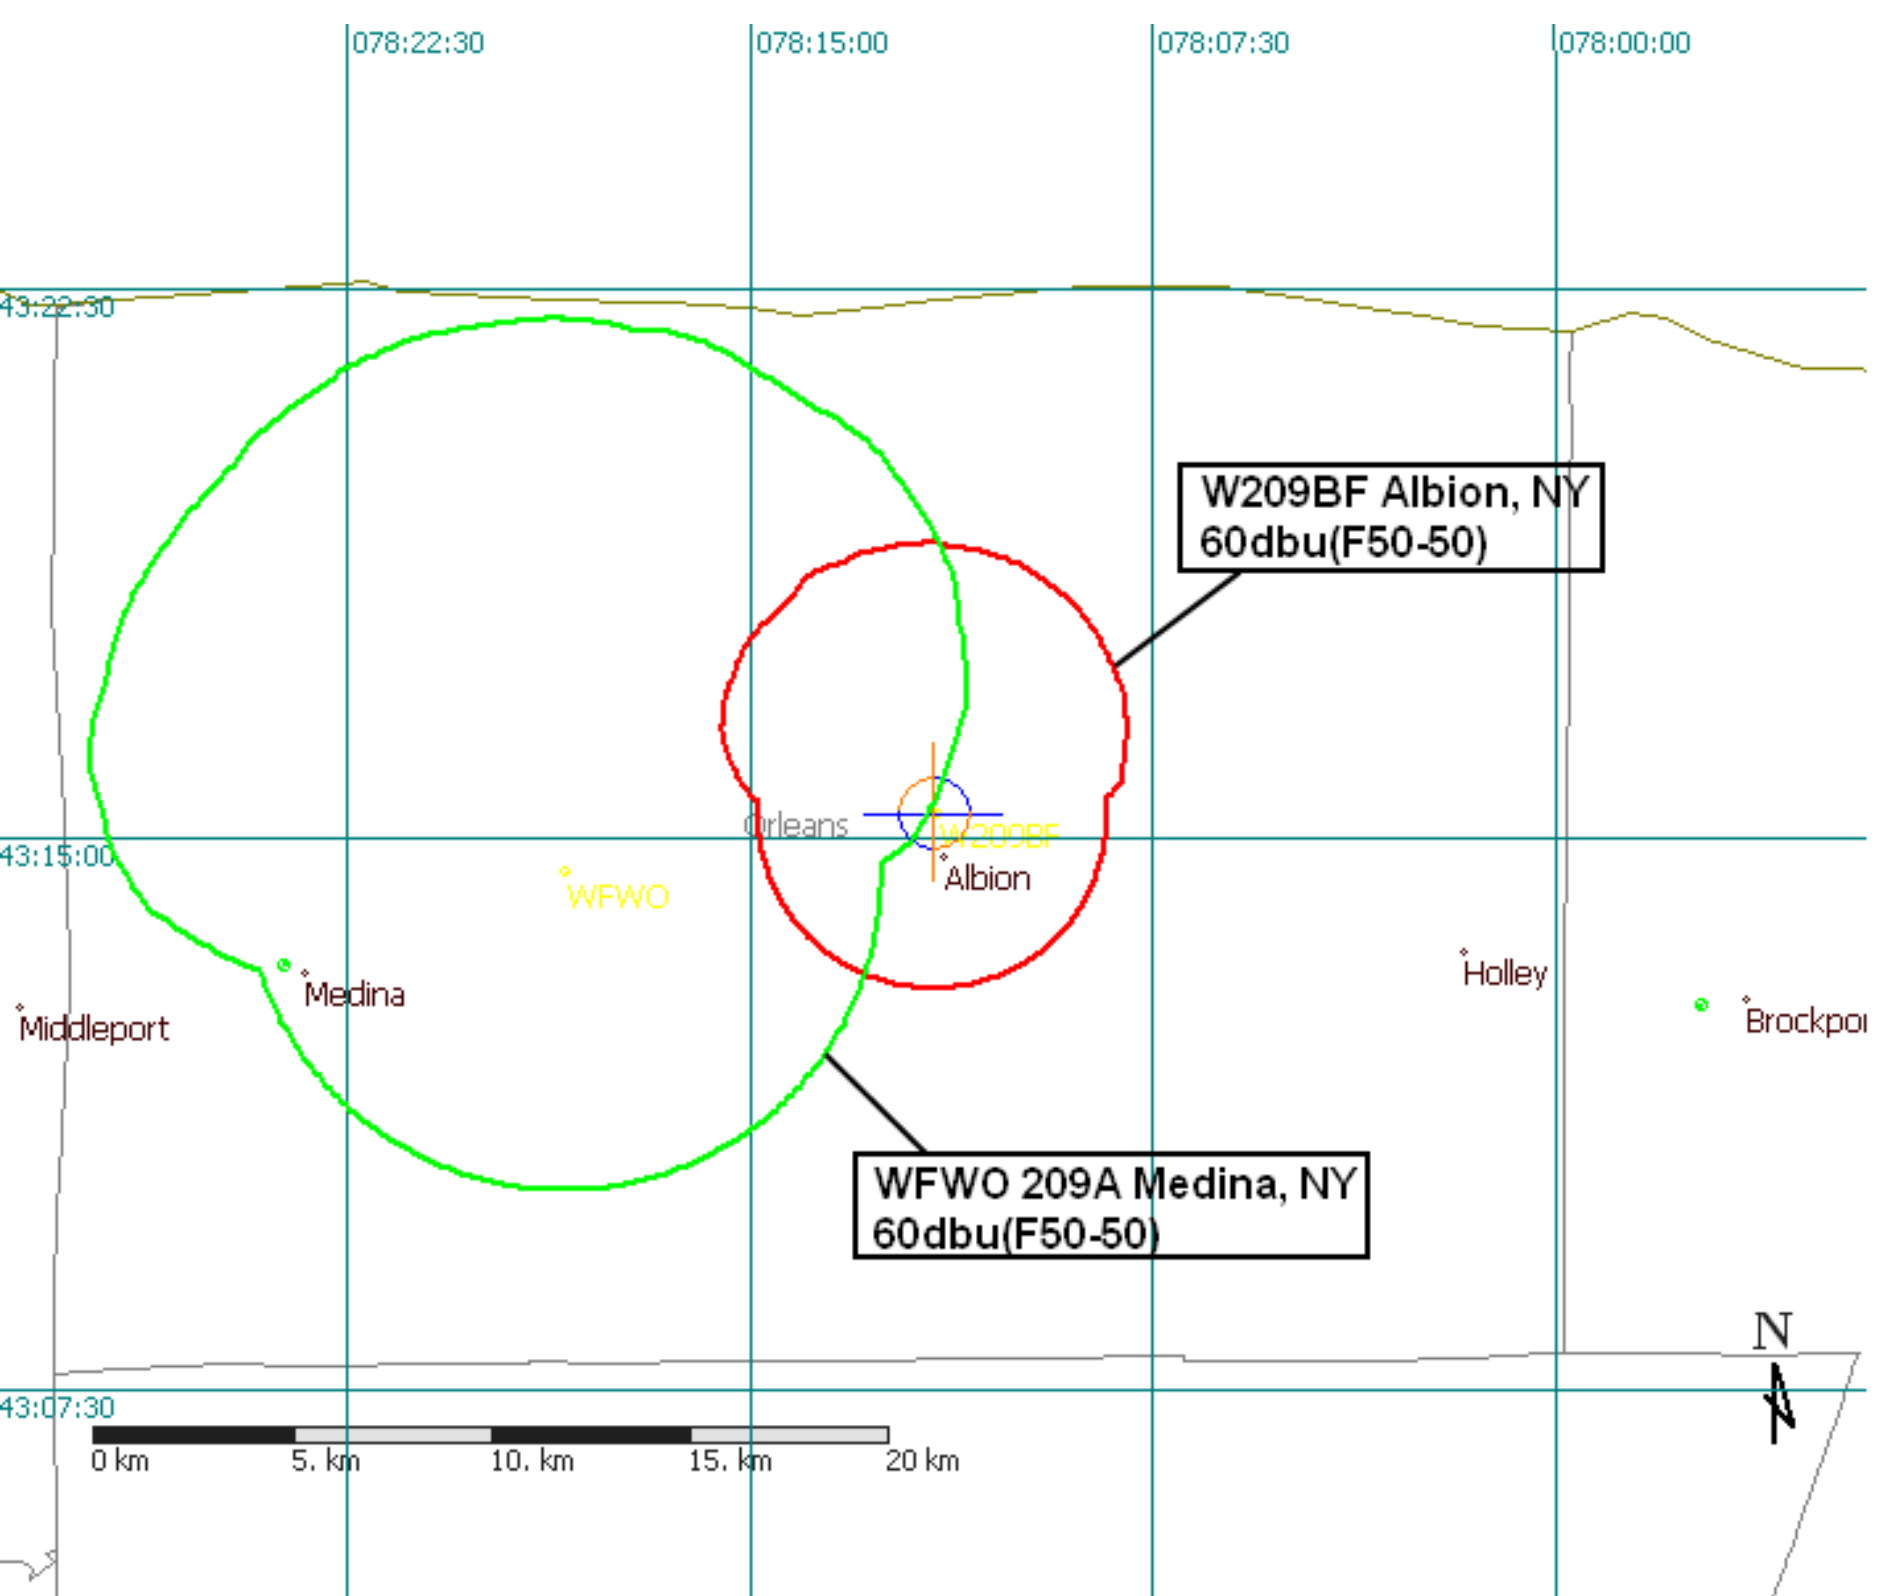 078:22:30
078:15:00
078:07:30
078:00:00
43:22:30
W209BF Albion, NY
60dbu(F50-50)
Orleans
W209BF
43:15:00
Albion
WFWO
Medina
Holley
Middleport
Brockpor
WFWO 209A Medina, NY
60dbu(F50-50)
N
43:07:30
0 km
5. km
10. km
15. km
20 km